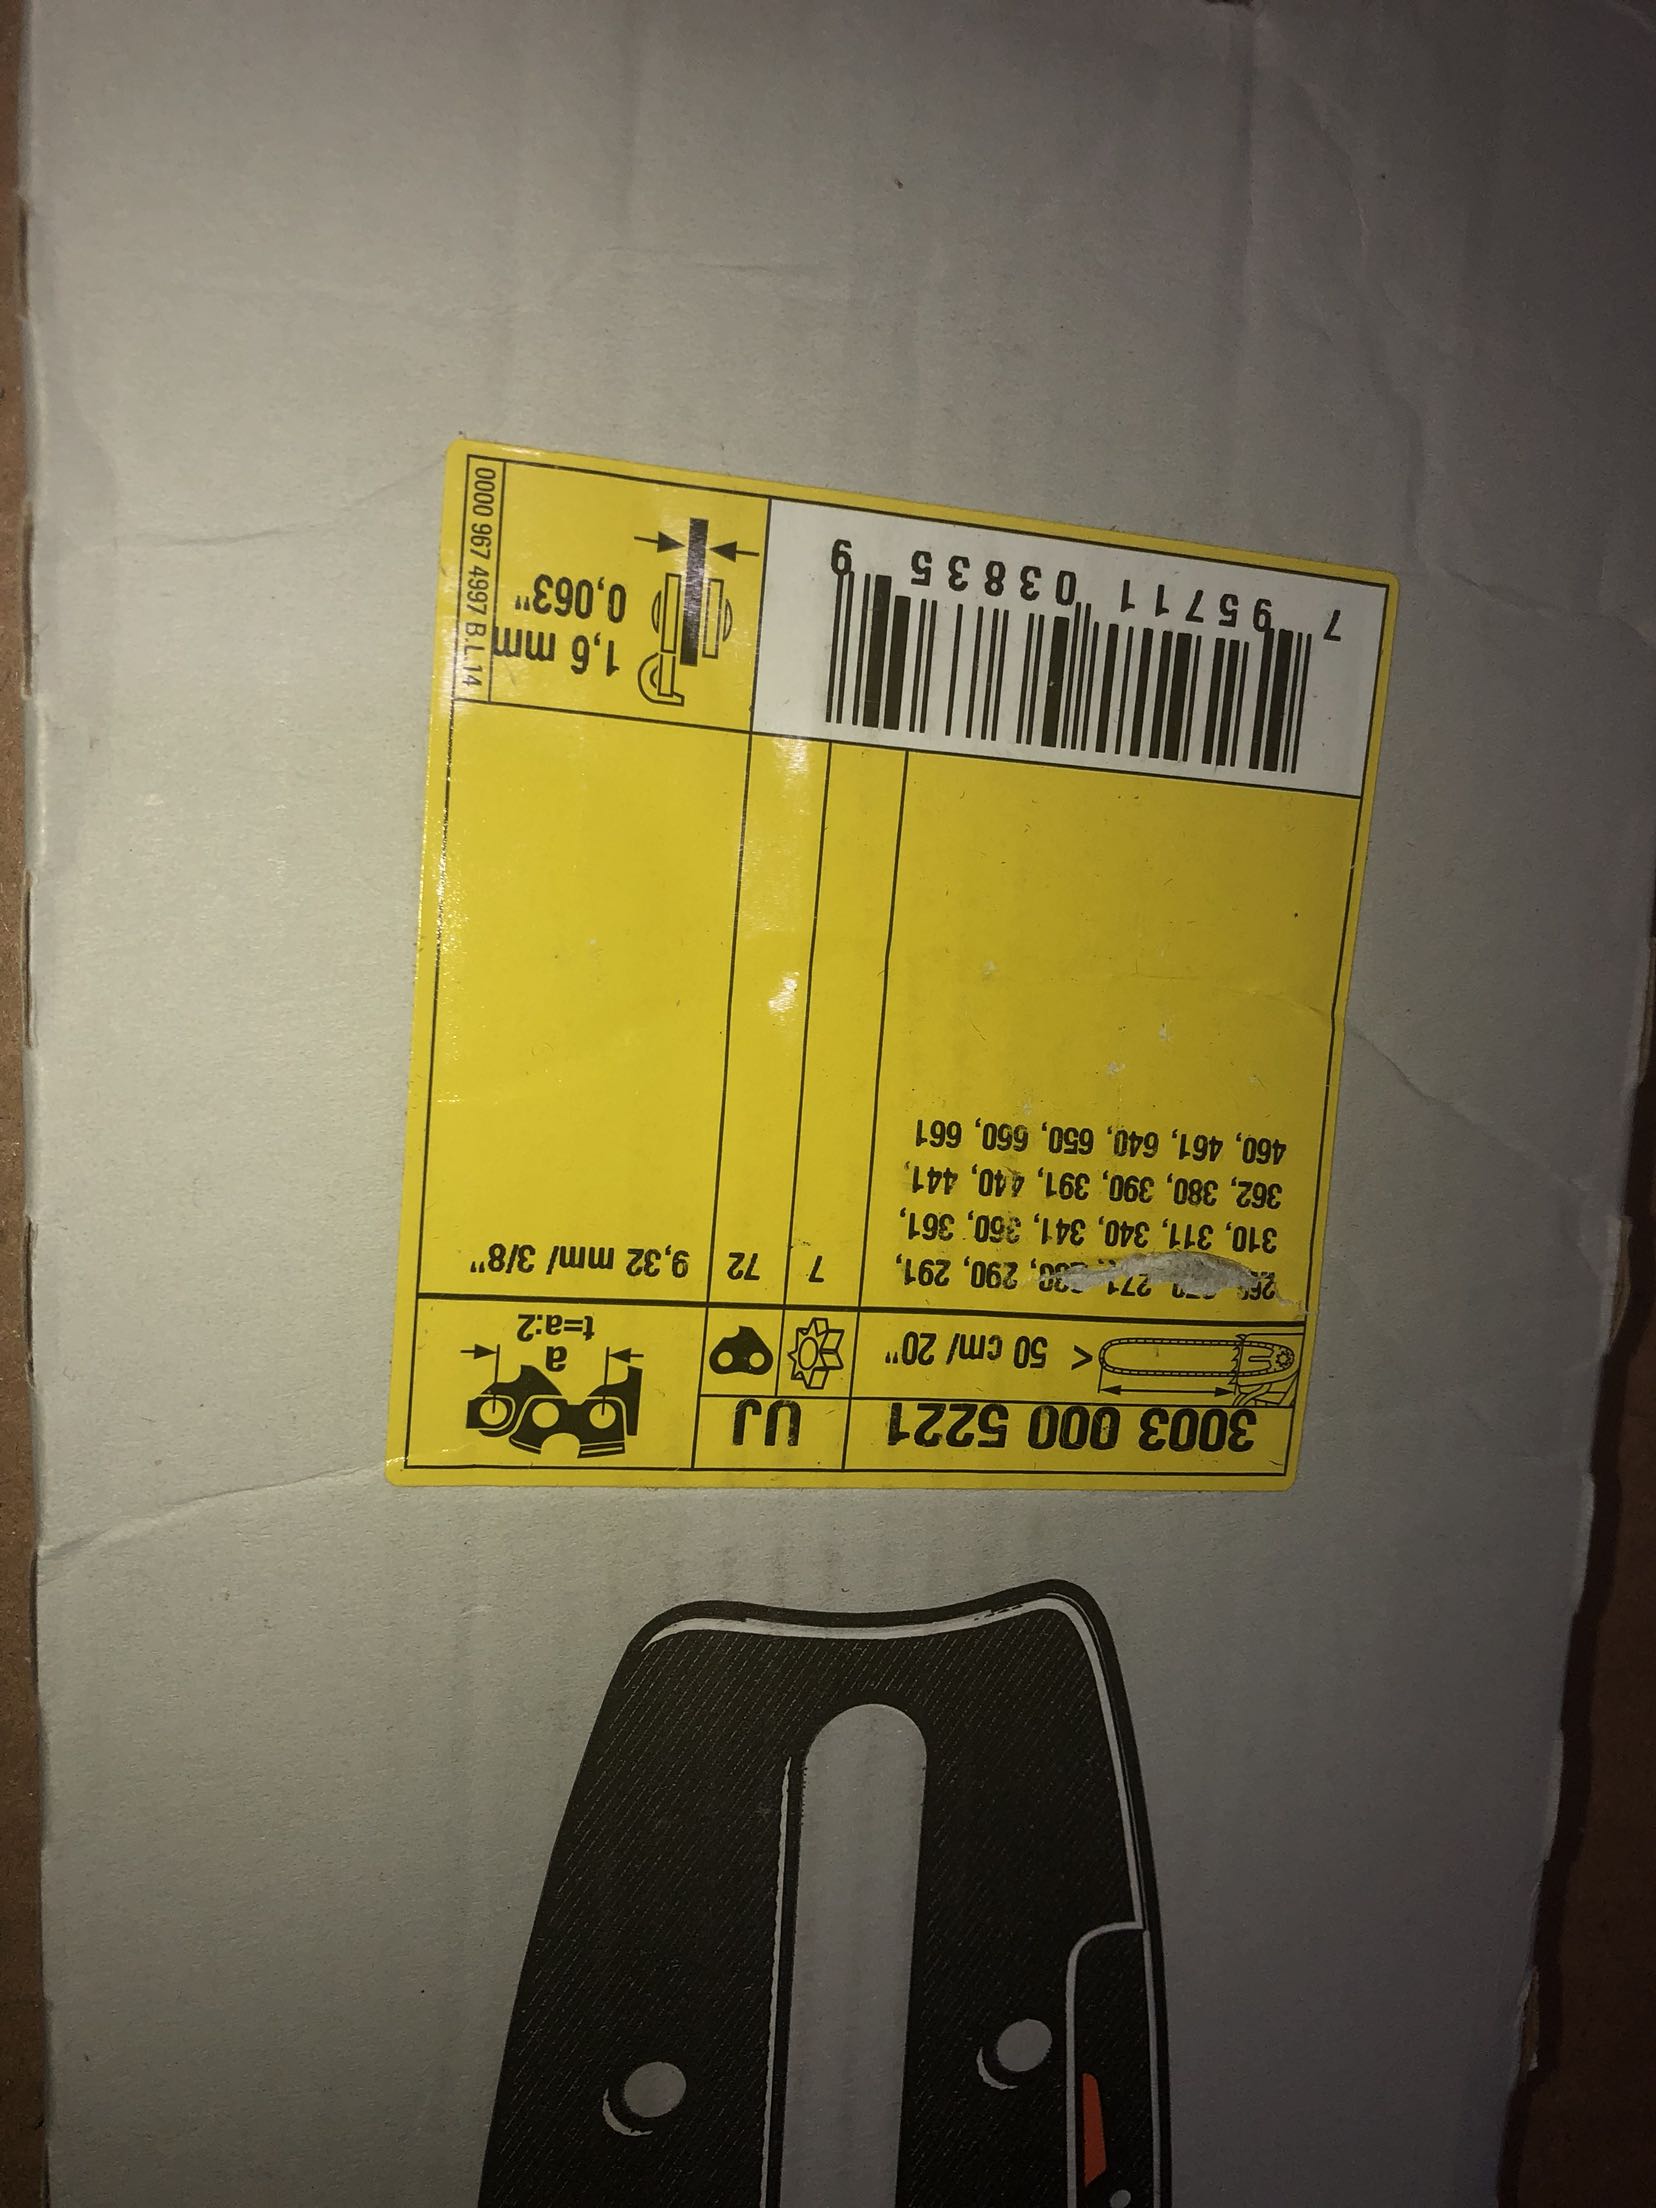 3003 000 5221
UJ
< 50 cm/ 20"
a
t=a:2
271, 290, 291,
310, 311, 340, 341, 360, 361,
362, 380, 390, 391, 440, 441,
460, 461, 640, 650, 660, 661
7
72
9,32 mm/ 3/8"
7 95711 03835 9
1,6 mm
0,063"
0000 967 4997 B.L.14